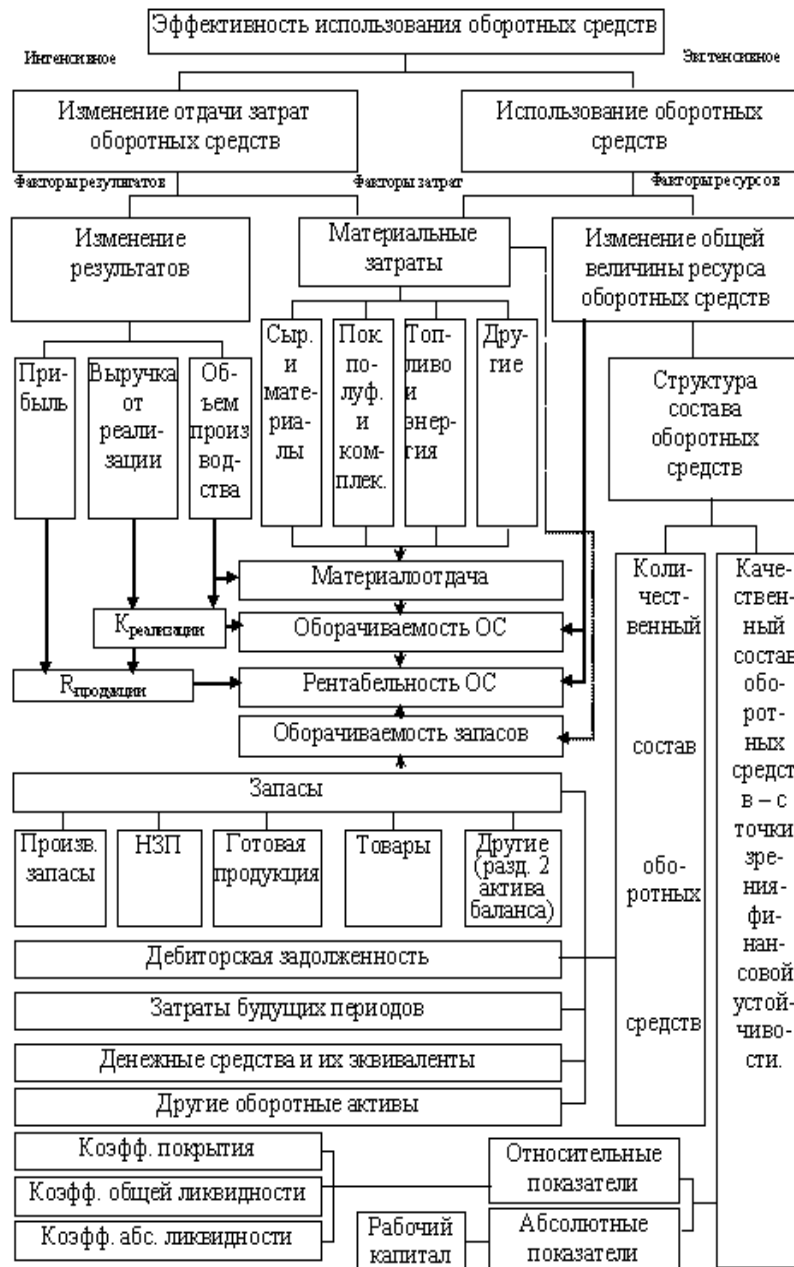 Эффективность использования оборотных средств
Интенсивное
Экстенсивное
Изменение отдачи затрат
оборотных средств
Использование оборотных
средств
Факторы результатов
Факторы затрат
Факторы ресурсов
Изменение
результатов
Материальные
затраты
Изменение общей
величины ресурса
оборотных средств
При-
быль
Выручка
от
реали-
зации
Об-
ъем
произ
вод-
ства
Сыр.
и
мате-
риа-
лы
Пок.
по-
луф.
и
ком-
плек.
Топ-
ливо
и
энер-
гия
Дру-
гие
Структура
состава
оборотных
средств
Материалоотдача
Kреализации
Оборачиваемость ОС
Rпродукции
Рентабельность ОС
Оборачиваемость запасов
Коли-
чест-
венный
состав
обо-
ротных
средств
Каче-
ствен-
ный
состав
обо-
рот-
ных
средст
в – с
точки
зре-
ния-
фи-
нан-
совой
устой-
чиво-
сти.
Запасы
Произв.
запасы
НЗП
Готовая
продукция
Товары
Другие
(разд. 2
актива
баланса)
Дебиторская задолженность
Затраты будущих периодов
Денежные средства и их эквиваленты
Другие оборотные активы
Коэфф. покрытия
Коэфф. общей ликвидности
Коэфф. абс. ликвидности
Относительные
показатели
Рабочий
капитал
Абсолютные
показатели